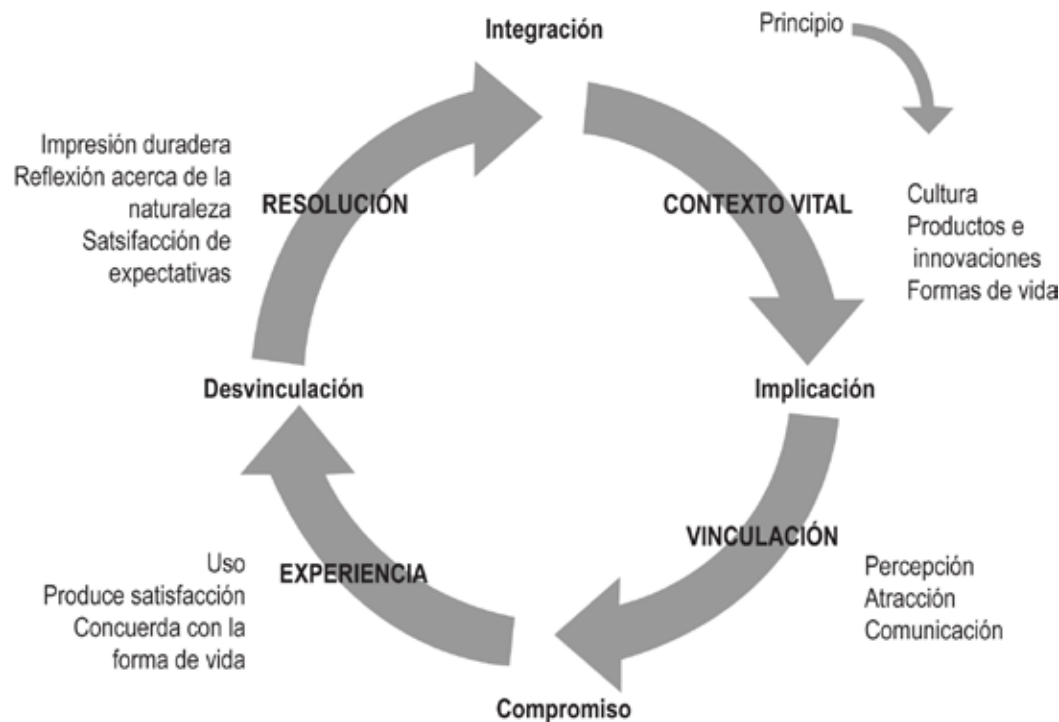 Integración
Principio
Impresión duradera
Reflexión acerca de la
naturaleza
Satsifacción de
expectativas
RESOLUCIÓN
CONTEXTO VITAL
Cultura
Productos e
innovaciones
Formas de vida
Desvinculación
Implicación
Uso
Produce satisfacción
Concuerda con la
forma de vida
EXPERIENCIA
VINCULACIÓN
Percepción
Atracción
Comunicación
Compromiso